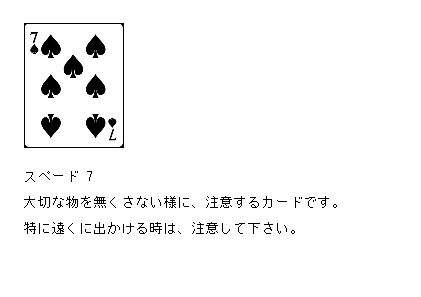 7
7
スペード 7
大切な物を無くさない様に、注意するカードです。
特に遠くに出かける時は、注意して下さい。